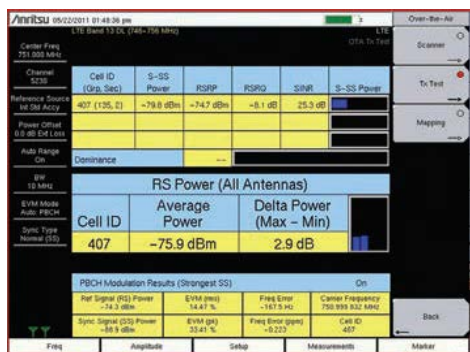 Anritsu 05/22/2011 01:48:36 pm
Over-the-Air
LTE Band 13 DL (746-756 MHz)
LTE
OTA Tx Test
Center Freq
751.000 MHz
Channel
5230
Reference Source
Int Std Accy
Power Offset
0.0 dB Ext Loss
Auto Range
On
BW
10 MHz
EVM Mode
Auto: PBCH
Sync Type
Normal (SS)
Cell ID
(Grp, Sec)
S-SS
Power
RSRP
RSRQ
SINR
S-SS Power
407 (135, 2)
-79.8 dBm
-74.7 dBm
-8.1 dB
25.3 dB
Dominance
--
RS Power (All Antennas)
Cell ID
Average
Power
Delta Power
(Max – Min)
407
-75.9 dBm
2.9 dB
PBCH Modulation Results (Strongest SS)
On
Ref Signal (RS) Power
-74.3 dBm
EVM (rms)
14.47 %
Freq Error
-167.5 Hz
Carrier Frequency
750.999 832 MHz
Sync Signal (SS) Power
EVM (pk)
33.41 %
Freq Error (ppm)
-0.223
Cell ID
407
Scanner
Tx Test
Mapping
Back
Freq
Amplitude
Setup
Measurements
Marker